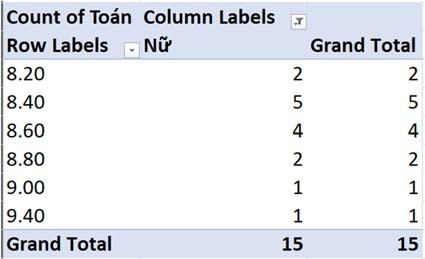 Count of Toán Column Labels
Row Labels Nữ Grand Total
8.20 2 2
8.40 5 5
8.60 4 4
8.80 2 2
9.00 1 1
9.40 1 1
Grand Total 15 15